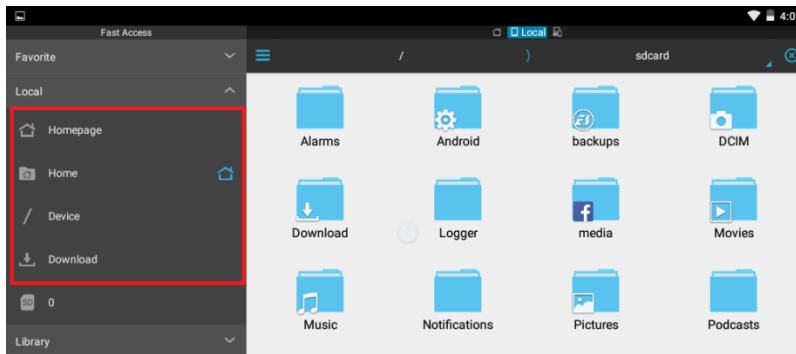 4:0
Fast Access
Local
Favorite
/ sdcard
Local
Homepage
Home
/ Device
Download
SD 0
Library
Alarms Android backups DCIM
Download Logger media Movies
Music Notifications Pictures Podcasts